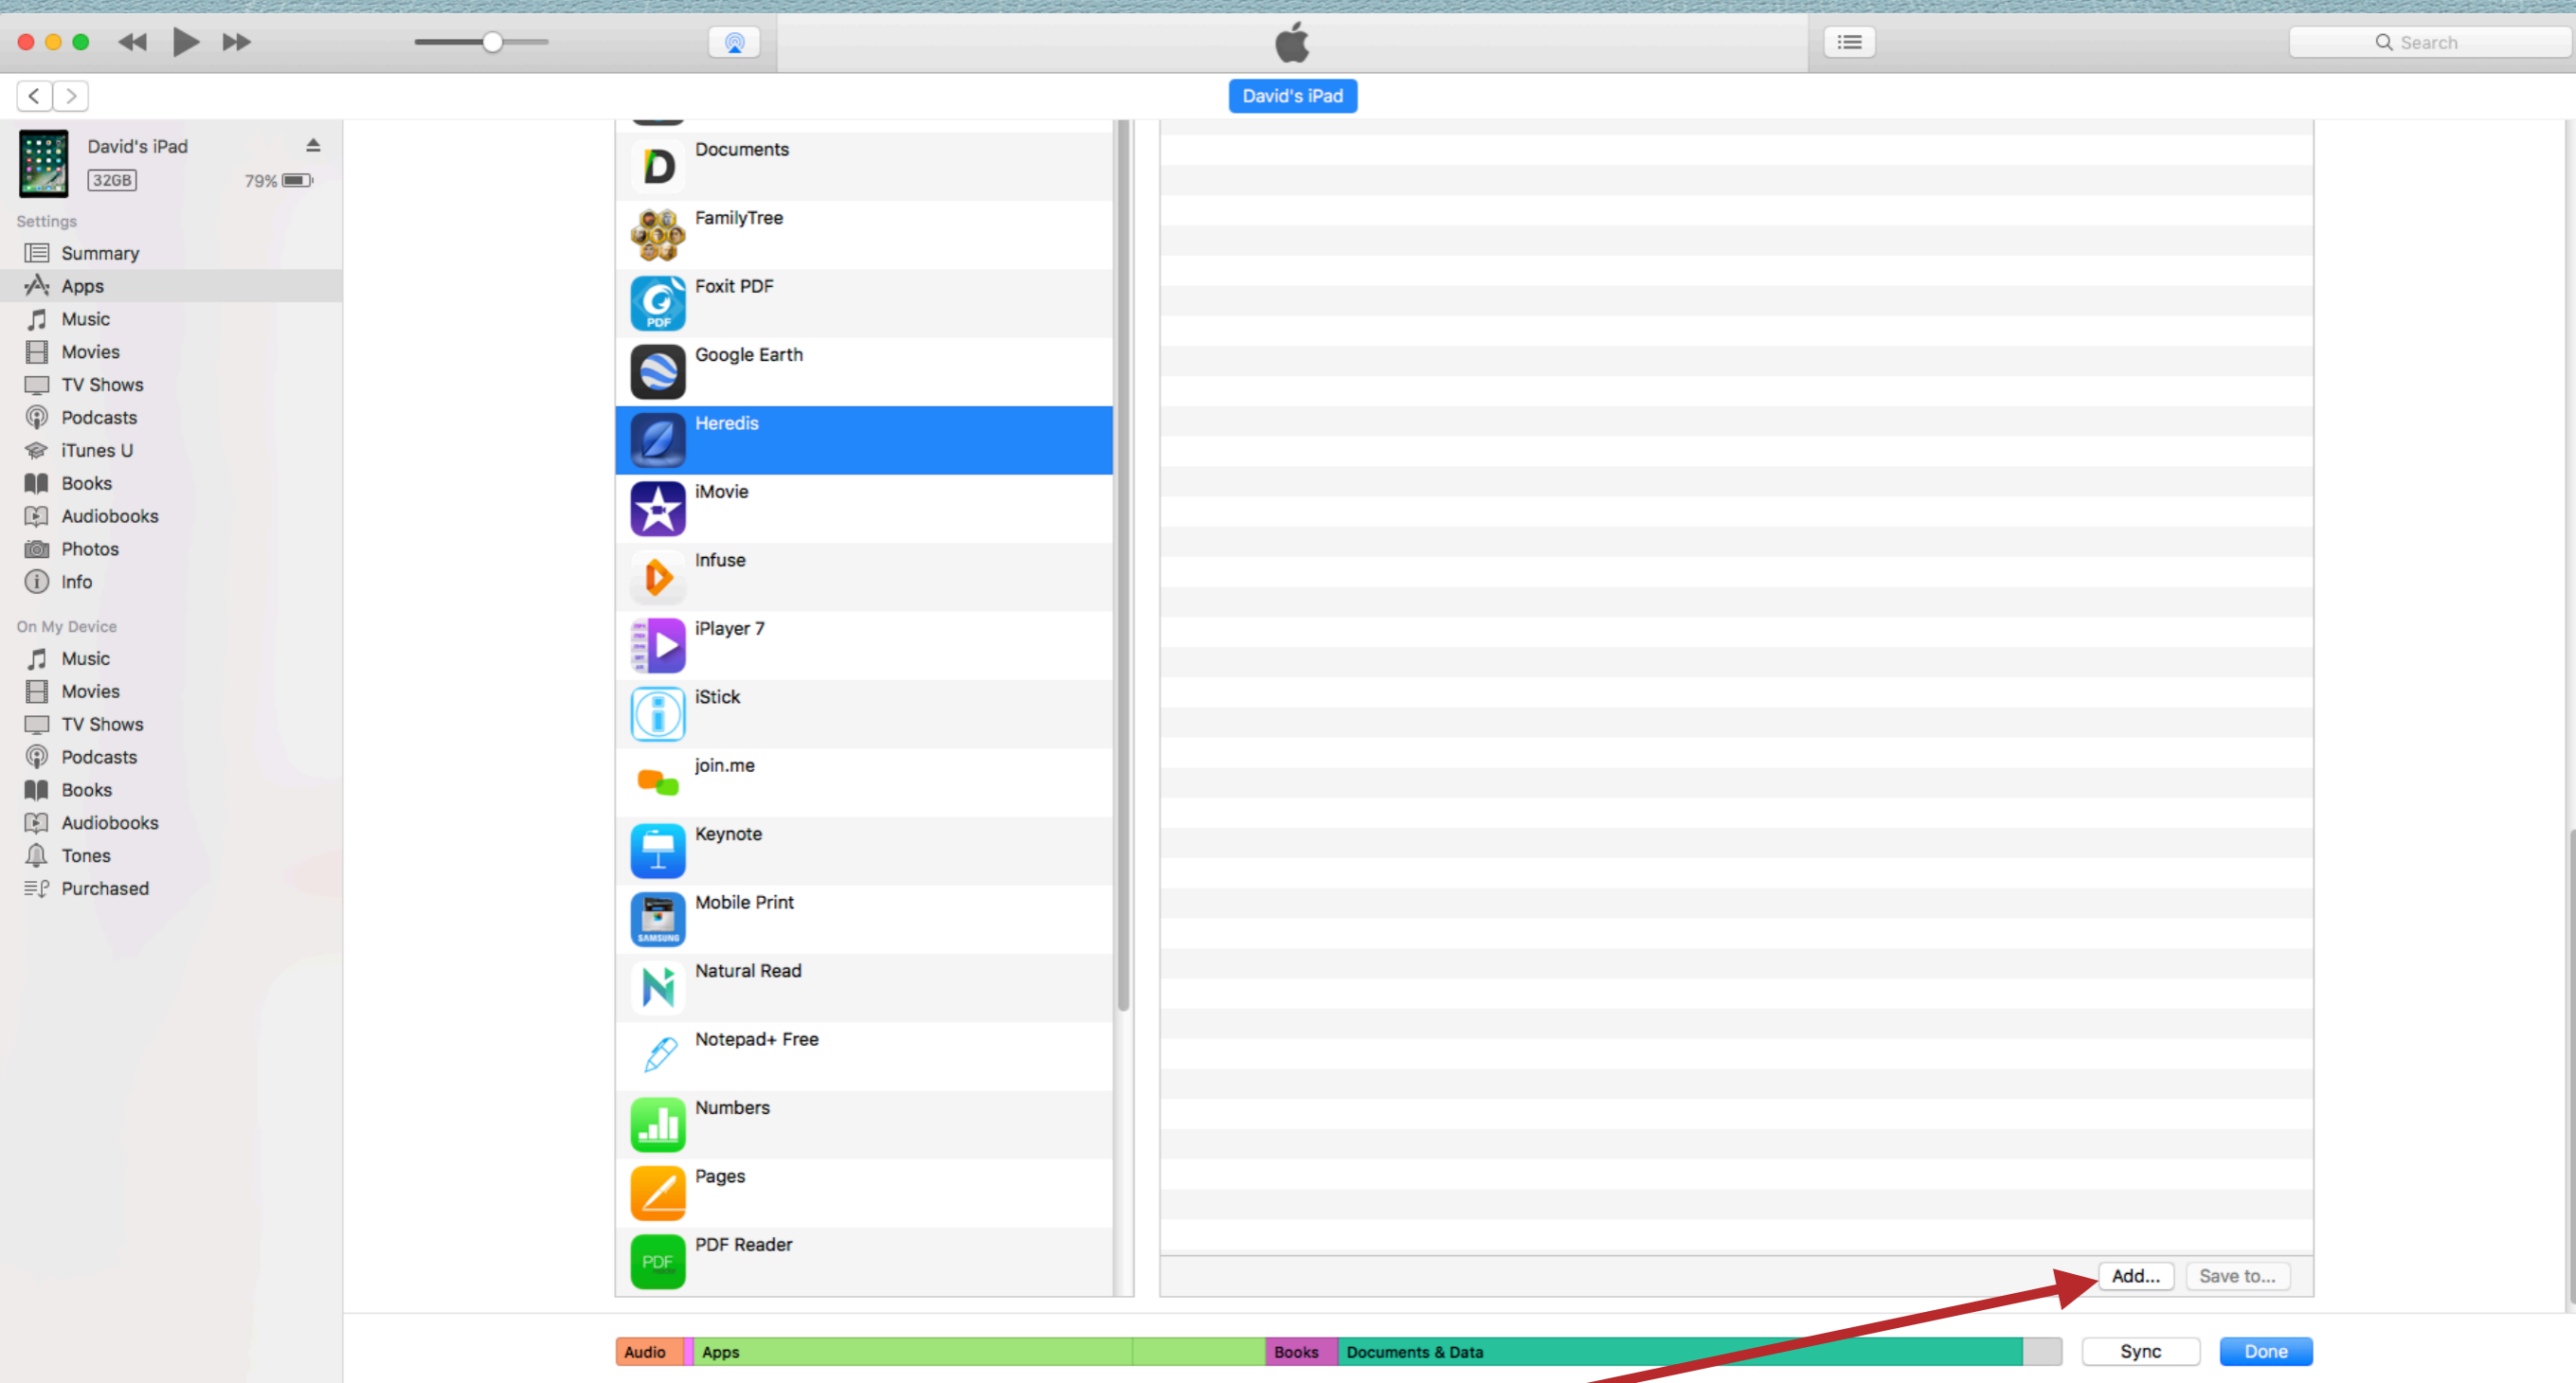 Search
David's iPad
David's iPad
32GB
79%
Settings
Summary
Apps
Music
Movies
TV Shows
Podcasts
iTunes U
Books
Audiobooks
Photos
Info
On My Device
Music
Movies
TV Shows
Podcasts
Books
Audiobooks
Tones
Purchased
Documents
FamilyTree
Foxit PDF
PDF
Google Earth
Heredis
iMovie
Infuse
iPlayer 7
iStick
join.me
Keynote
Mobile Print
SAMSUNG
Natural Read
Notepad+ Free
Numbers
Pages
PDF Reader
PDF
Add...
Save to...
Audio
Apps
Books
Documents & Data
Sync
Done